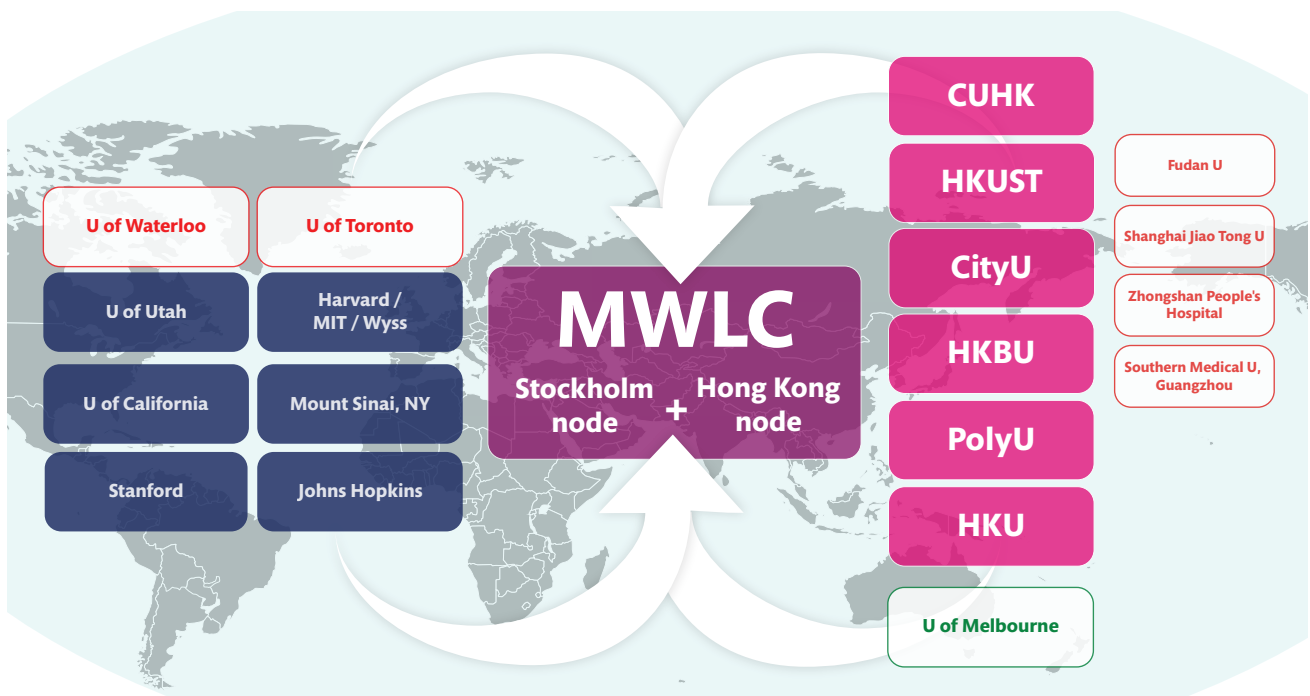 U of Waterloo
U of Toronto
U of Utah
Harvard /
MIT / Wyss
U of California
Mount Sinai, NY
Stanford
Johns Hopkins
MWLC
Stockholm
node
+
Hong Kong
node
CUHK
HKUST
CityU
HKBU
PolyU
HKU
U of Melbourne
Fudan U
Shanghai Jiao Tong U
Zhongshan People's
Hospital
Southern Medical U,
Guangzhou